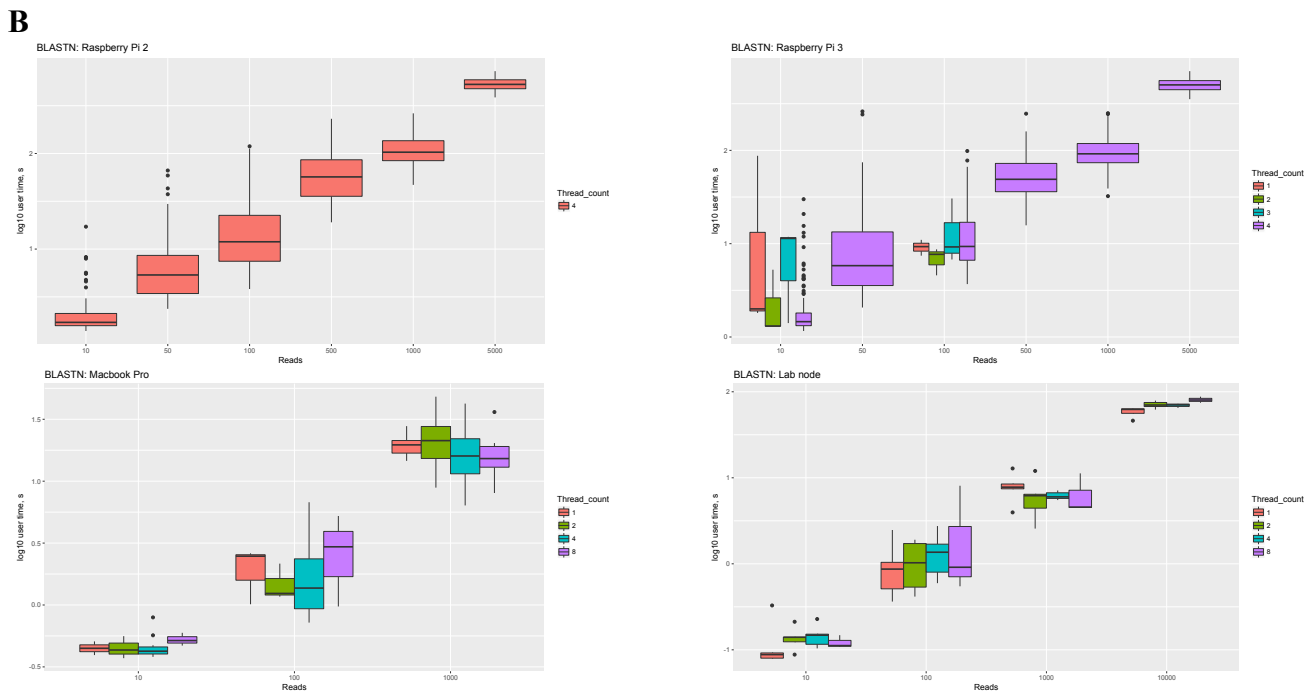 B
BLASTN: Raspberry Pi 2
log10 user time, s
2
1
10
50
100
500
1000
5000
Reads
Thread_count
4
BLASTN: Raspberry Pi 3
log10 user time, s
2
1
0
10
50
100
500
1000
5000
Reads
Thread_count
1
2
3
4
BLASTN: Macbook Pro
log10 user time, s
1.5
1.0
0.5
0.0
-0.5
10
100
1000
Reads
Thread_count
1
2
4
8
BLASTN: Lab node
log10 user time, s
2
1
0
-1
10
100
1000
10000
Reads
Thread_count
1
2
4
8